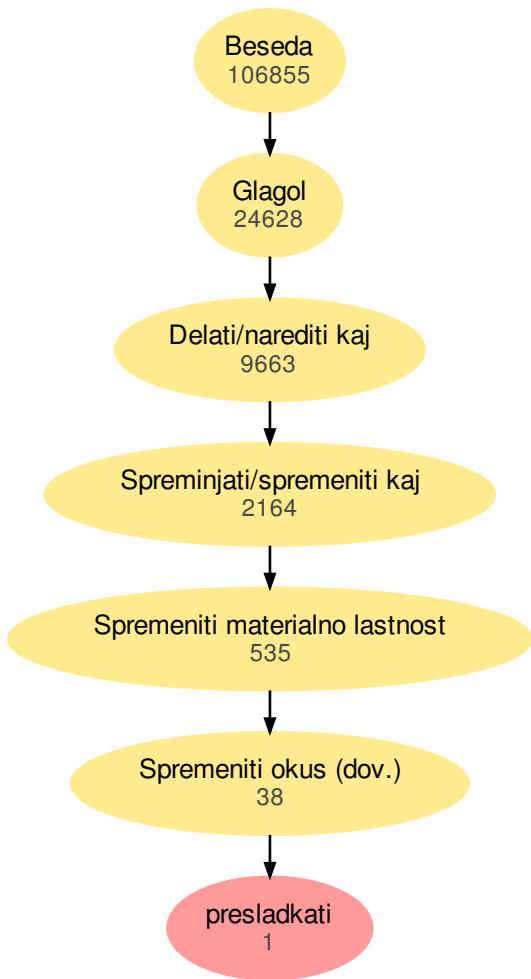 Beseda
106855
Glagol
24628
Delati/narediti kaj
9663
Spreminjati/spremeniti kaj
2164
Spremeniti materialno lastnost
535
Spremeniti okus (dov.)
38
presladkati
1